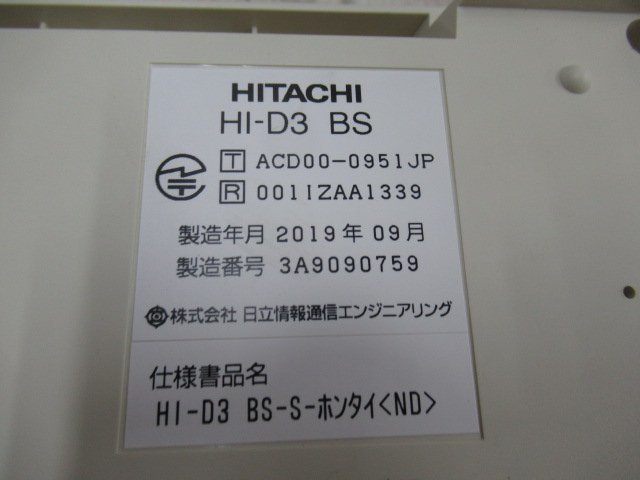 HITACHI
HI-D3 BS
T ACD00-0951JP
R 001IZAA1339
製造年月 2019年 09月
製造番号 3A9090759
株式会社 日立情報通信エンジニアリング
仕様書品名
HI-D3 BS-S-ホンタイ<ND>